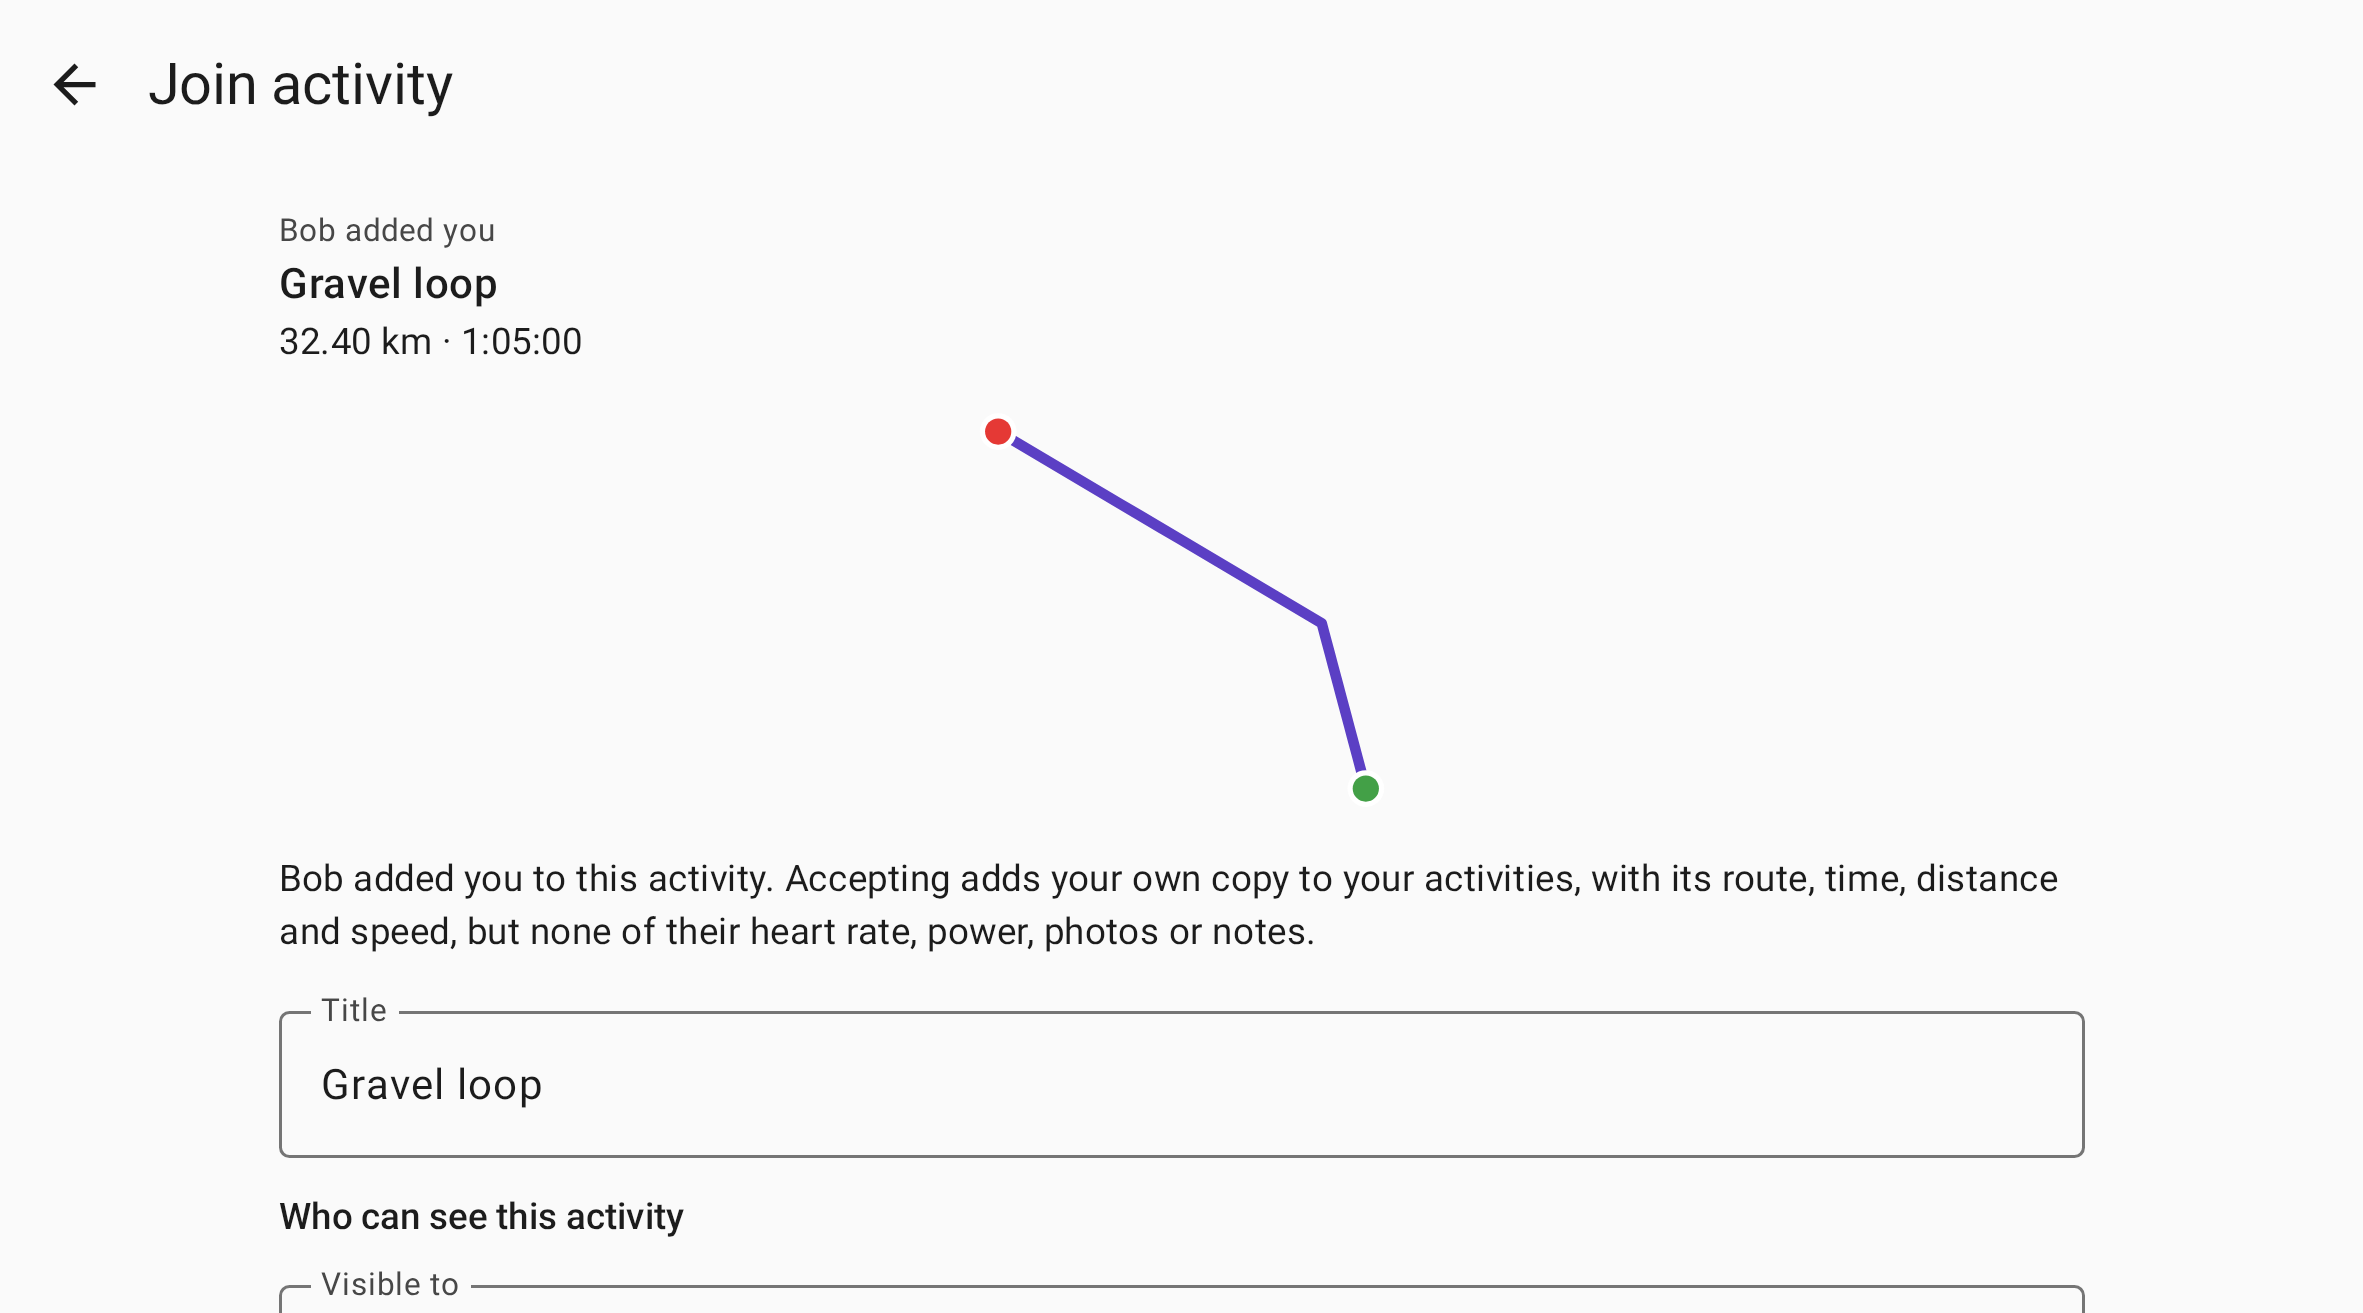 Join activity
Bob added you
Gravel loop
32.40 km · 1:05:00
Bob added you to this activity. Accepting adds your own copy to your activities, with its route, time, distance
and speed, but none of their heart rate, power, photos or notes.
Title
Gravel loop
Who can see this activity
Visible to